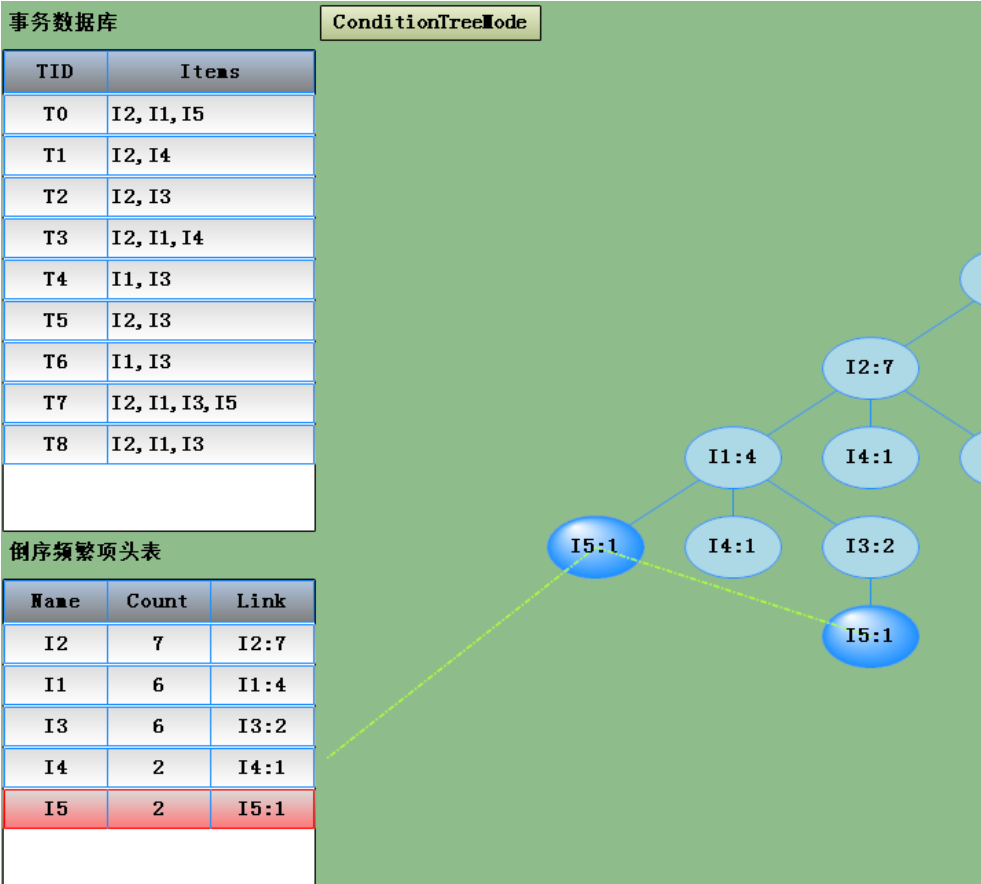 事务数据库
ConditionTreeMode
TID Items
T0 I2,I1,I5
T1 I2,I4
T2 I2,I3
T3 I2,I1,I4
T4 I1,I3
T5 I2,I3
T6 I1,I3
T7 I2,I1,I3,I5
T8 I2,I1,I3
I2:7
I1:4 I4:1
I5:1 I4:1 I3:2
I5:1
倒序频繁项头表
Name Count Link
I2 7 I2:7
I1 6 I1:4
I3 6 I3:2
I4 2 I4:1
I5 2 I5:1